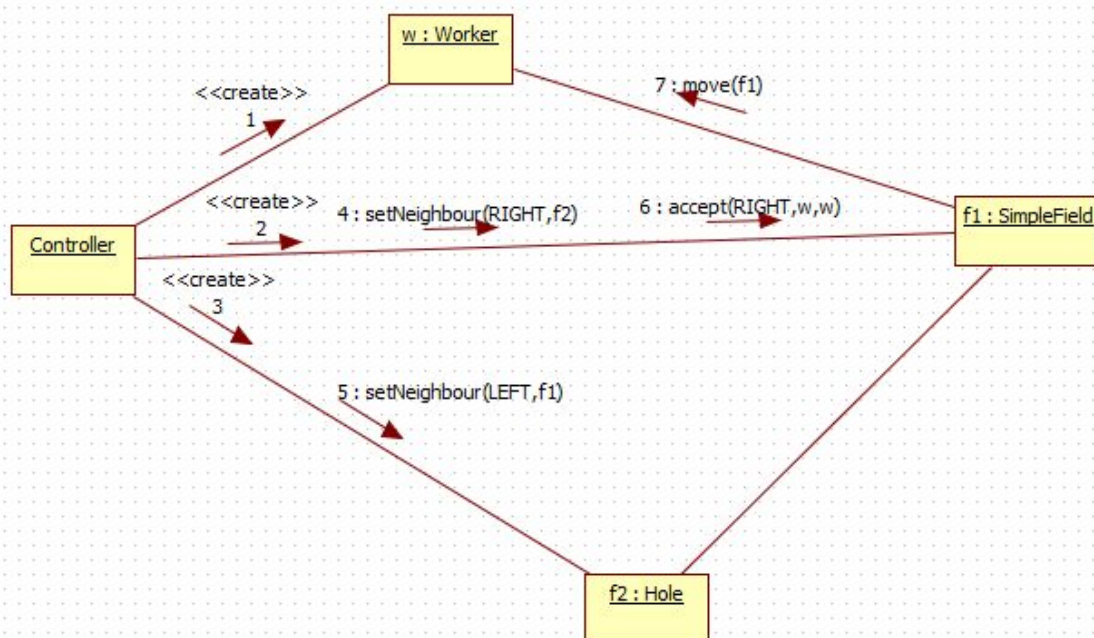 w : Worker
7 : move(f1)
<<create>>
1
<<create>>
2
4 : setNeighbour(RIGHT,f2)
6 : accept(RIGHT,w,w)
f1 : SimpleField
Controller
<<create>>
3
5 : setNeighbour(LEFT,f1)
f2 : Hole